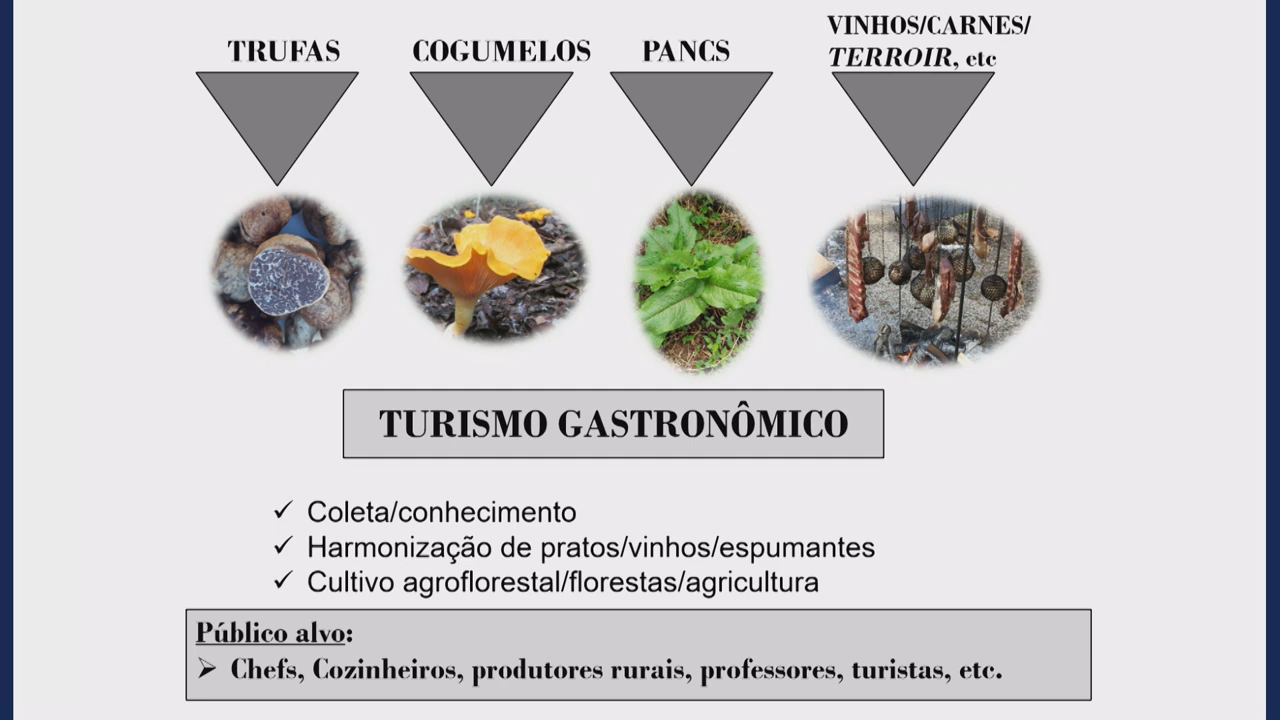 TRUFAS
COGUMELOS
PANCS
VINHOS/CARNES/
TERROIR, etc
TURISMO GASTRONÔMICO
✓ Coleta/conhecimento
✓ Harmonização de pratos/vinhos/espumantes
✓ Cultivo agroflorestal/florestas/agricultura
Público alvo:
➢ Chefs, Cozinheiros, produtores rurais, professores, turistas, etc.